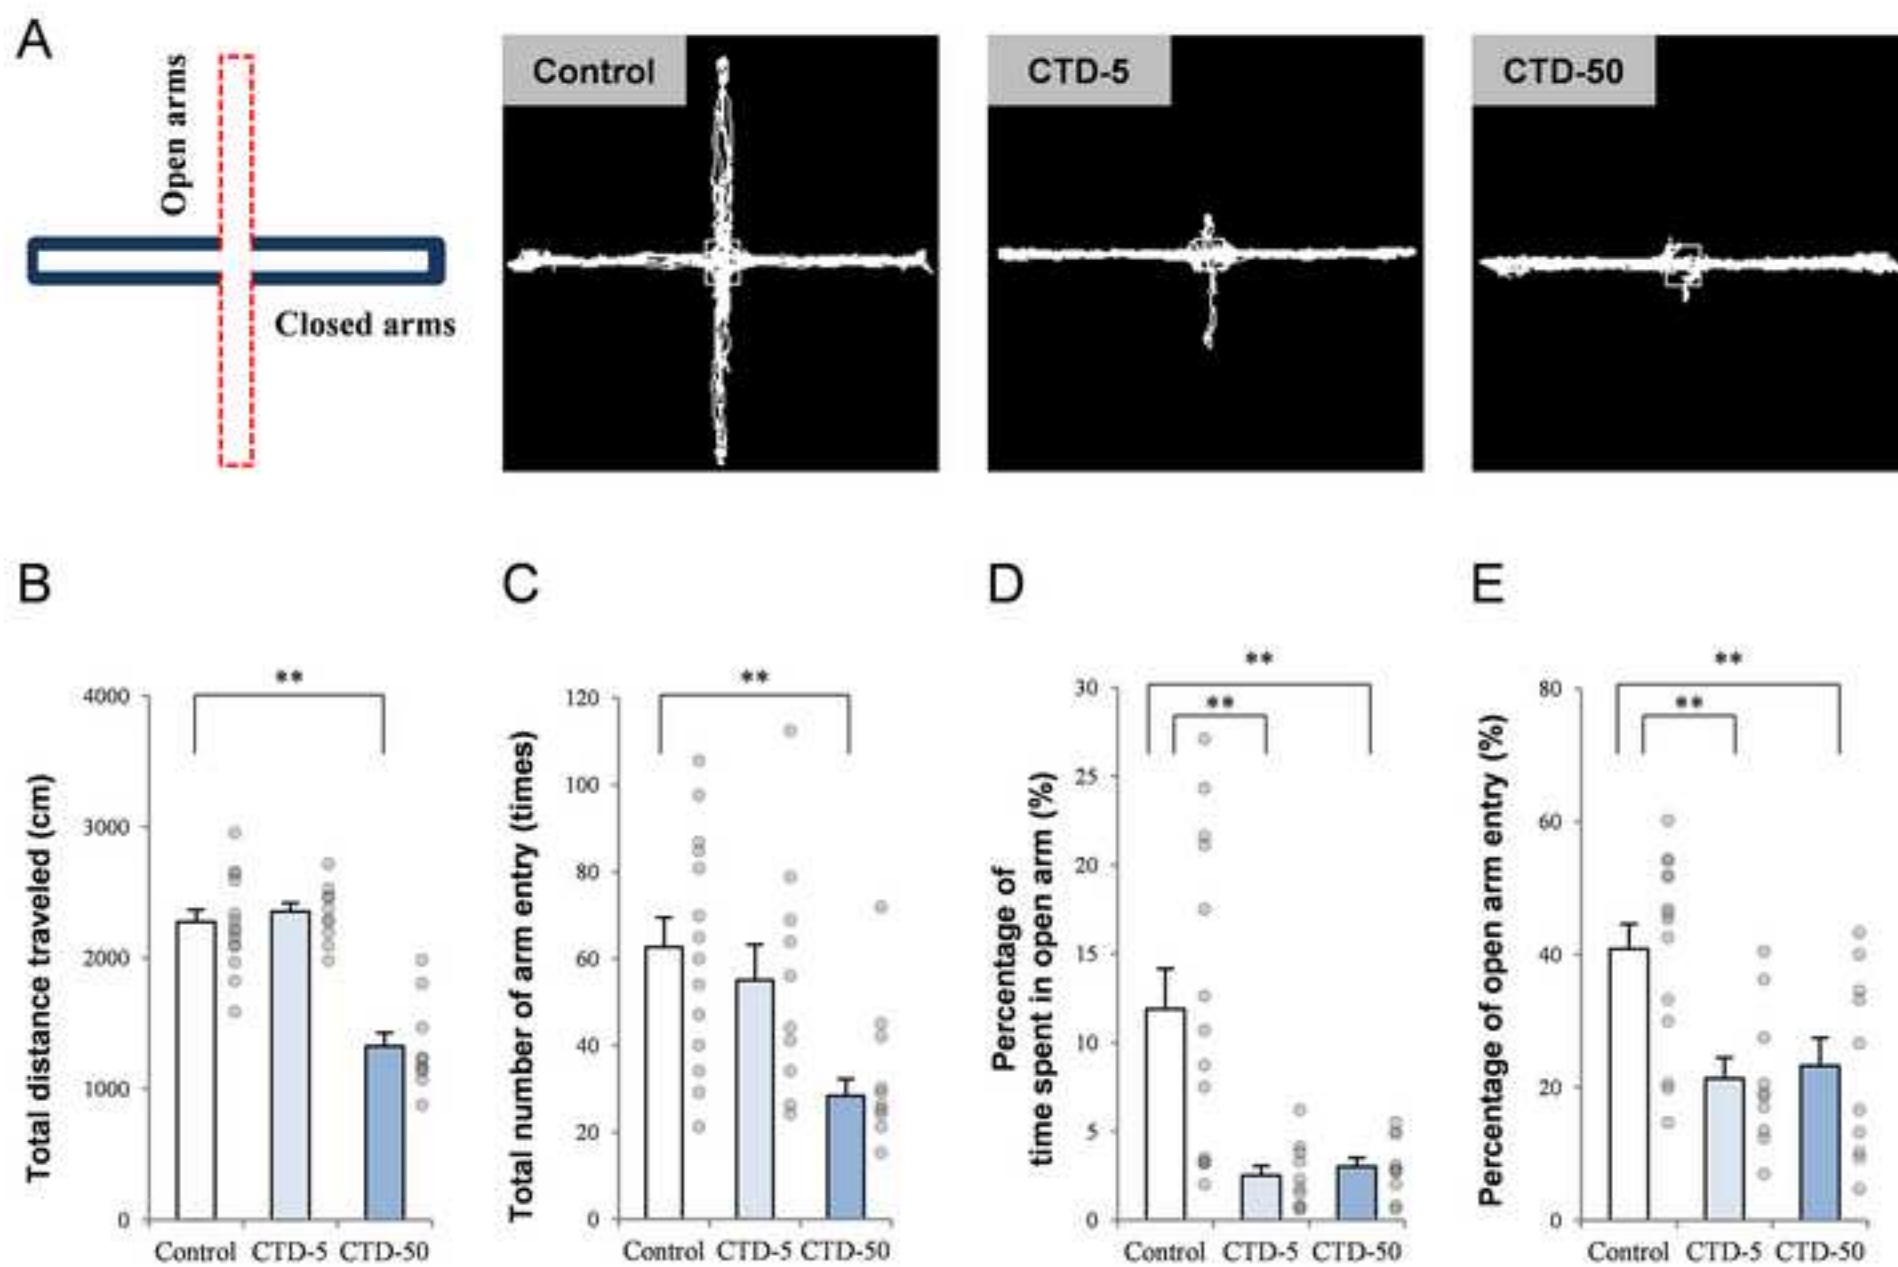 A
Open arms
Closed arms
Control
CTD-5
CTD-50
B
Total distance traveled (cm)
4000
3000
2000
1000
0
**
Control CTD-5 CTD-50
C
Total number of arm entry (times)
120
100
80
60
40
20
0
**
Control CTD-5 CTD-50
D
Percentage of
time spent in open arm (%)
30
25
20
15
10
5
0
**
**
Control CTD-5 CTD-50
E
Percentage of open arm entry (%)
80
60
40
20
0
**
**
Control CTD-5 CTD-50